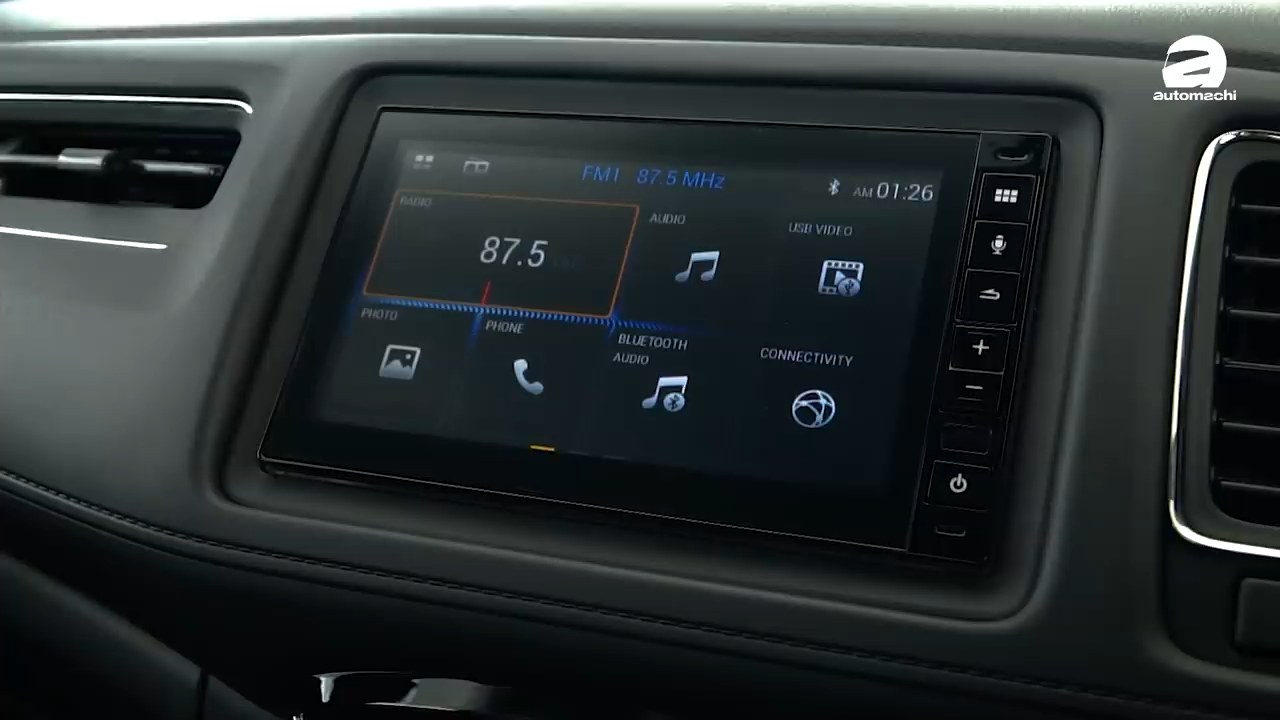 automachi
FM1 87.5 MHz
AM 01:26
RADIO
87.5
AUDIO
USB VIDEO
PHOTO
PHONE
BLUETOOTH
AUDIO
CONNECTIVITY